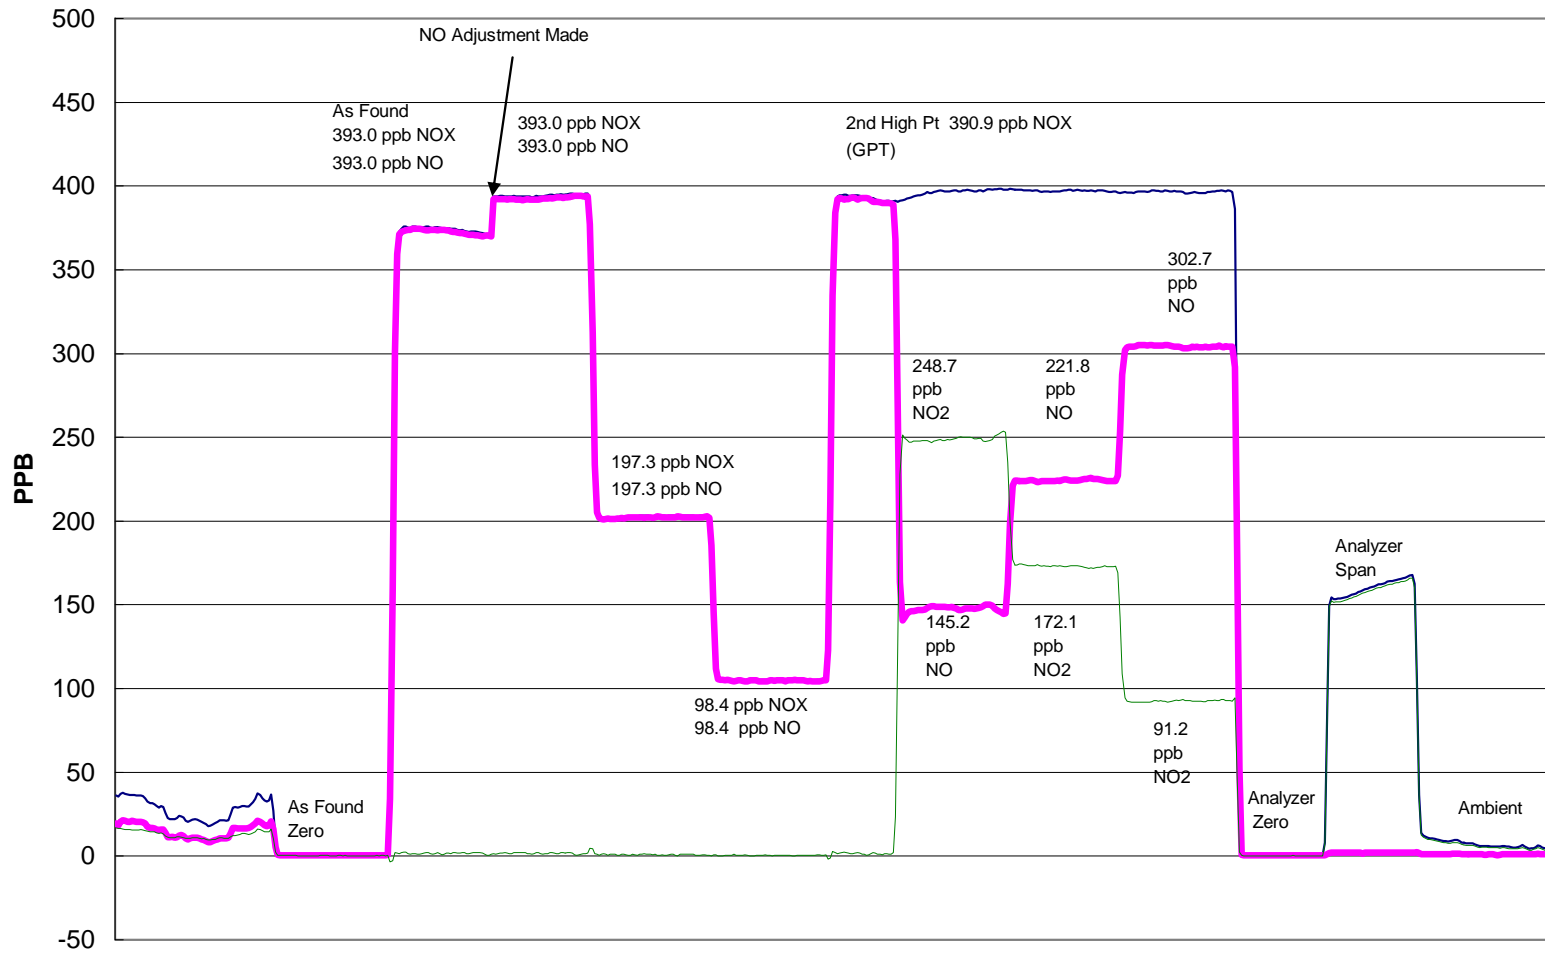 500
450
400
350
300
250
200
150
100
50
0
-50
PPB
NO Adjustment Made
As Found
393.0 ppb NOX
393.0 ppb NO
393.0 ppb NOX
393.0 ppb NO
2nd High Pt  390.9 ppb NOX
(GPT)
197.3 ppb NOX
197.3 ppb NO
98.4 ppb NOX
98.4  ppb NO
248.7
ppb
NO2
145.2
ppb
NO
221.8
ppb
NO
172.1
ppb
NO2
302.7
ppb
NO
91.2
ppb
NO2
As Found
Zero
Analyzer
Zero
Analyzer
Span
Ambient